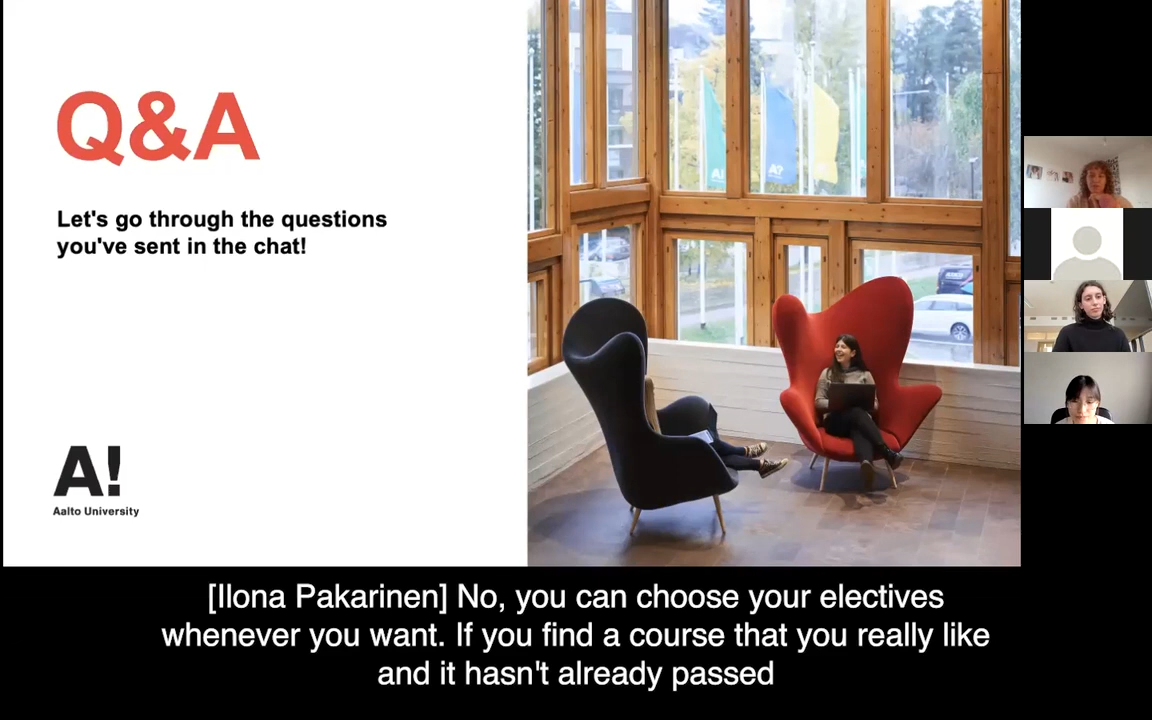 Q&A
Let's go through the questions
you've sent in the chat!
A!
Aalto University
A!
A?
[Ilona Pakarinen] No, you can choose your electives
whenever you want. If you find a course that you really like
and it hasn't already passed